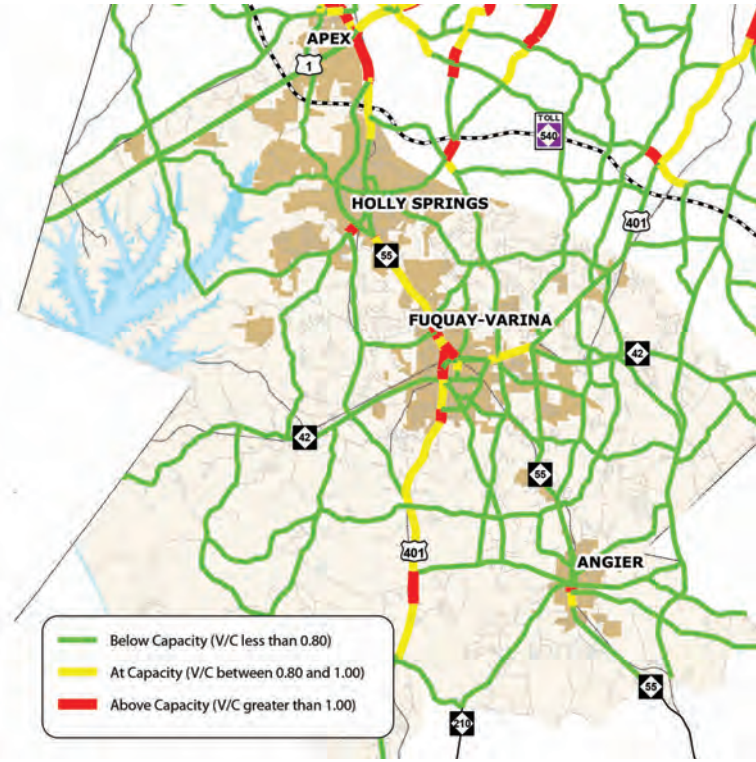 APEX
1
TOLL
540
HOLLY SPRINGS
401
55
FUQUAY-VARINA
42
42
55
401
ANGIER
Below Capacity (V/C less than 0.80)
At Capacity (V/C between 0.80 and 1.00)
Above Capacity (V/C greater than 1.00)
55
210